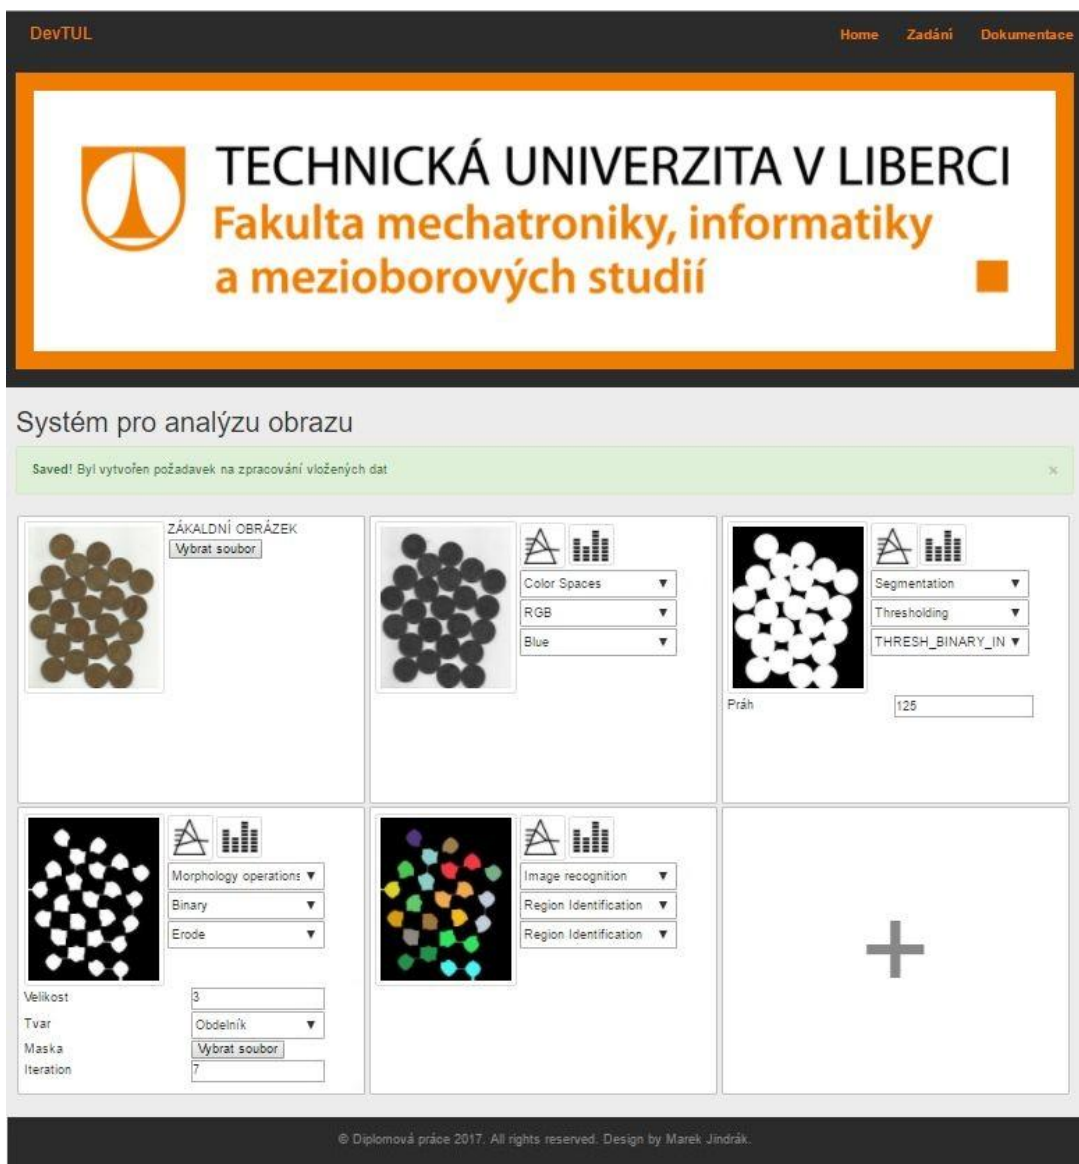 DevTUL
Home Zadání Dokumentace
TECHNICKÁ UNIVERZITA V LIBERCI
Fakulta mechatroniky, informatiky
a mezioborových studií
Systém pro analýzu obrazu
Saved! Byl vytvořen požadavek na zpracování vložených dat
×
ZÁKALDNÍ OBRÁZEK
Vybrat soubor
Color Spaces
RGB
Blue
Segmentation
Thresholding
THRESH_BINARY_IN
Práh 125
Morphology operations
Binary
Erode
Velikost 3
Tvar Obdelník
Maska Vybrat soubor
Iteration 7
Image recognition
Region Identification
Region Identification
+
© Diplomová práce 2017. All rights reserved. Design by Marek Jindrák.